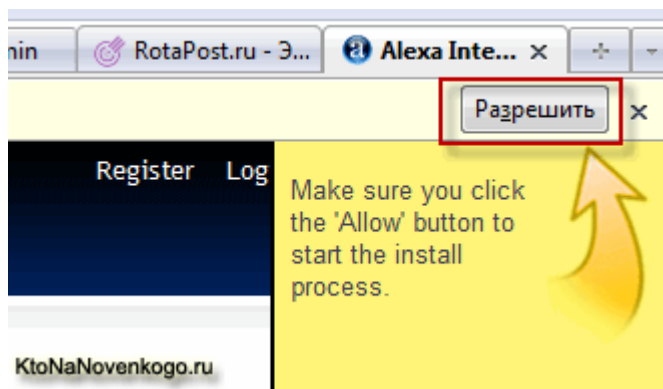 min RotaPost.ru - Э... Alexa Inte...
Разрешить
Register Log
Make sure you click
the 'Allow' button to
start the install
process.
KtoNaNovenkogo.ru